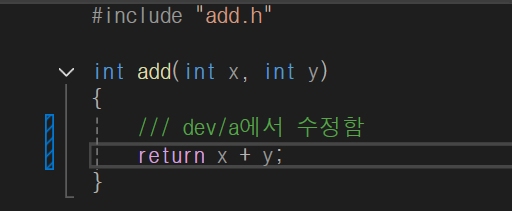 #include "add.h"
int add(int x, int y)
{
/// dev/a에서 수정함
return x + y;
}